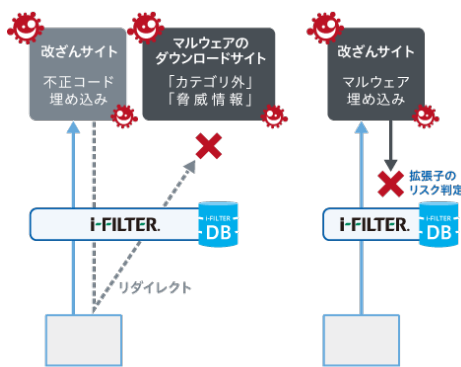 改ざんサイト
不正コード
埋め込み
マルウェアの
ダウンロードサイト
「カテゴリ外」
「脅威情報」
改ざんサイト
マルウェア
埋め込み
拡張子の
リスク判定
i-FILTER.
i-FILTER
DB
i-FILTER.
i-FILTER
DB
リダイレクト